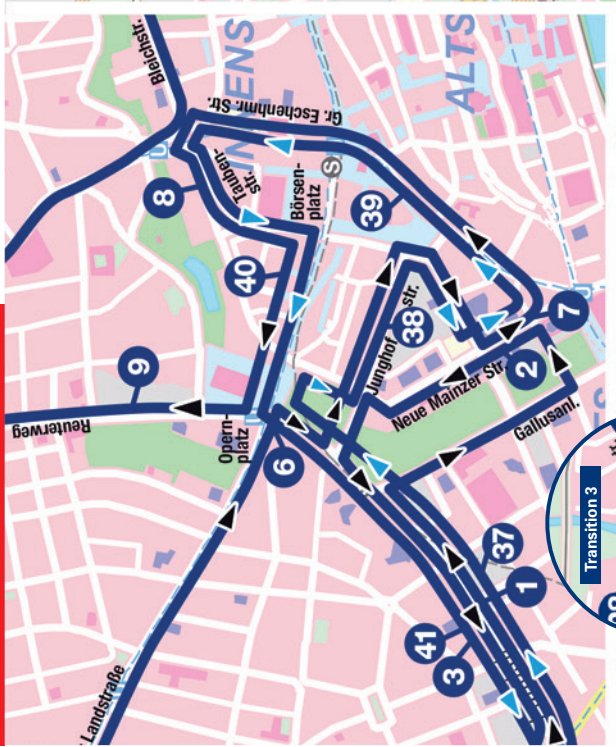 Bleichstr.
NENS
ALTS
Gr. Eschenhmr. Str.
Tauben-
str.
Börsen-
platz
8
S
39
40
38
Junghof
str.
9
Reuterweg
Opern-
platz
6
2
7
Neue Mainzer Str.
Gallusanl.
37
1
41
3
Landstraße
Transition 3